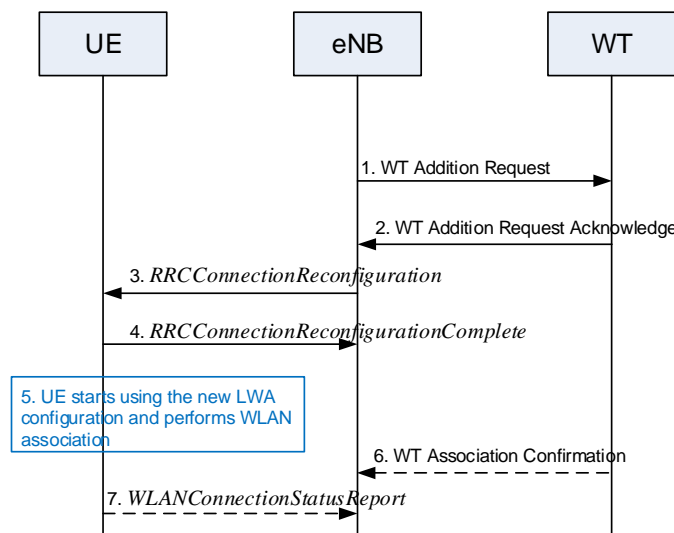 UE
eNB
WT
1. WT Addition Request
2. WT Addition Request Acknowledge
3. RRCConnectionReconfiguration
4. RRCConnectionReconfigurationComplete
5. UE starts using the new LWA
configuration and performs WLAN
association
6. WT Association Confirmation
7. WLANConnectionStatusReport